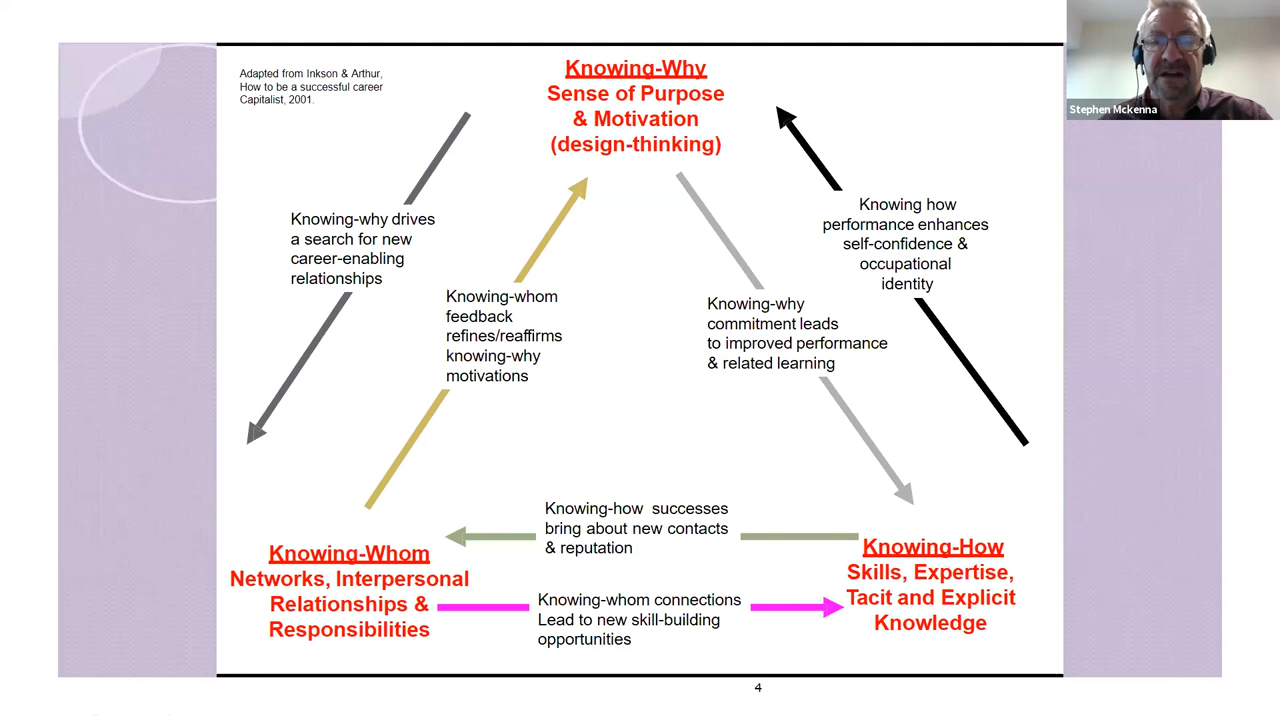 Adapted from Inkson & Arthur,
How to be a successful career
Capitalist, 2001.
Knowing-Why
Sense of Purpose
& Motivation
(design-thinking)
Stephen Mckenna
Knowing-why drives
a search for new
career-enabling
relationships
Knowing how
performance enhances
self-confidence &
occupational
identity
Knowing-whom
feedback
refines/reaffirms
knowing-why
motivations
Knowing-why
commitment leads
to improved performance
& related learning
Knowing-how successes
bring about new contacts
& reputation
Knowing-Whom
Networks, Interpersonal
Relationships &
Responsibilities
Knowing-How
Skills, Expertise,
Tacit and Explicit
Knowledge
Knowing-whom connections
Lead to new skill-building
opportunities
4